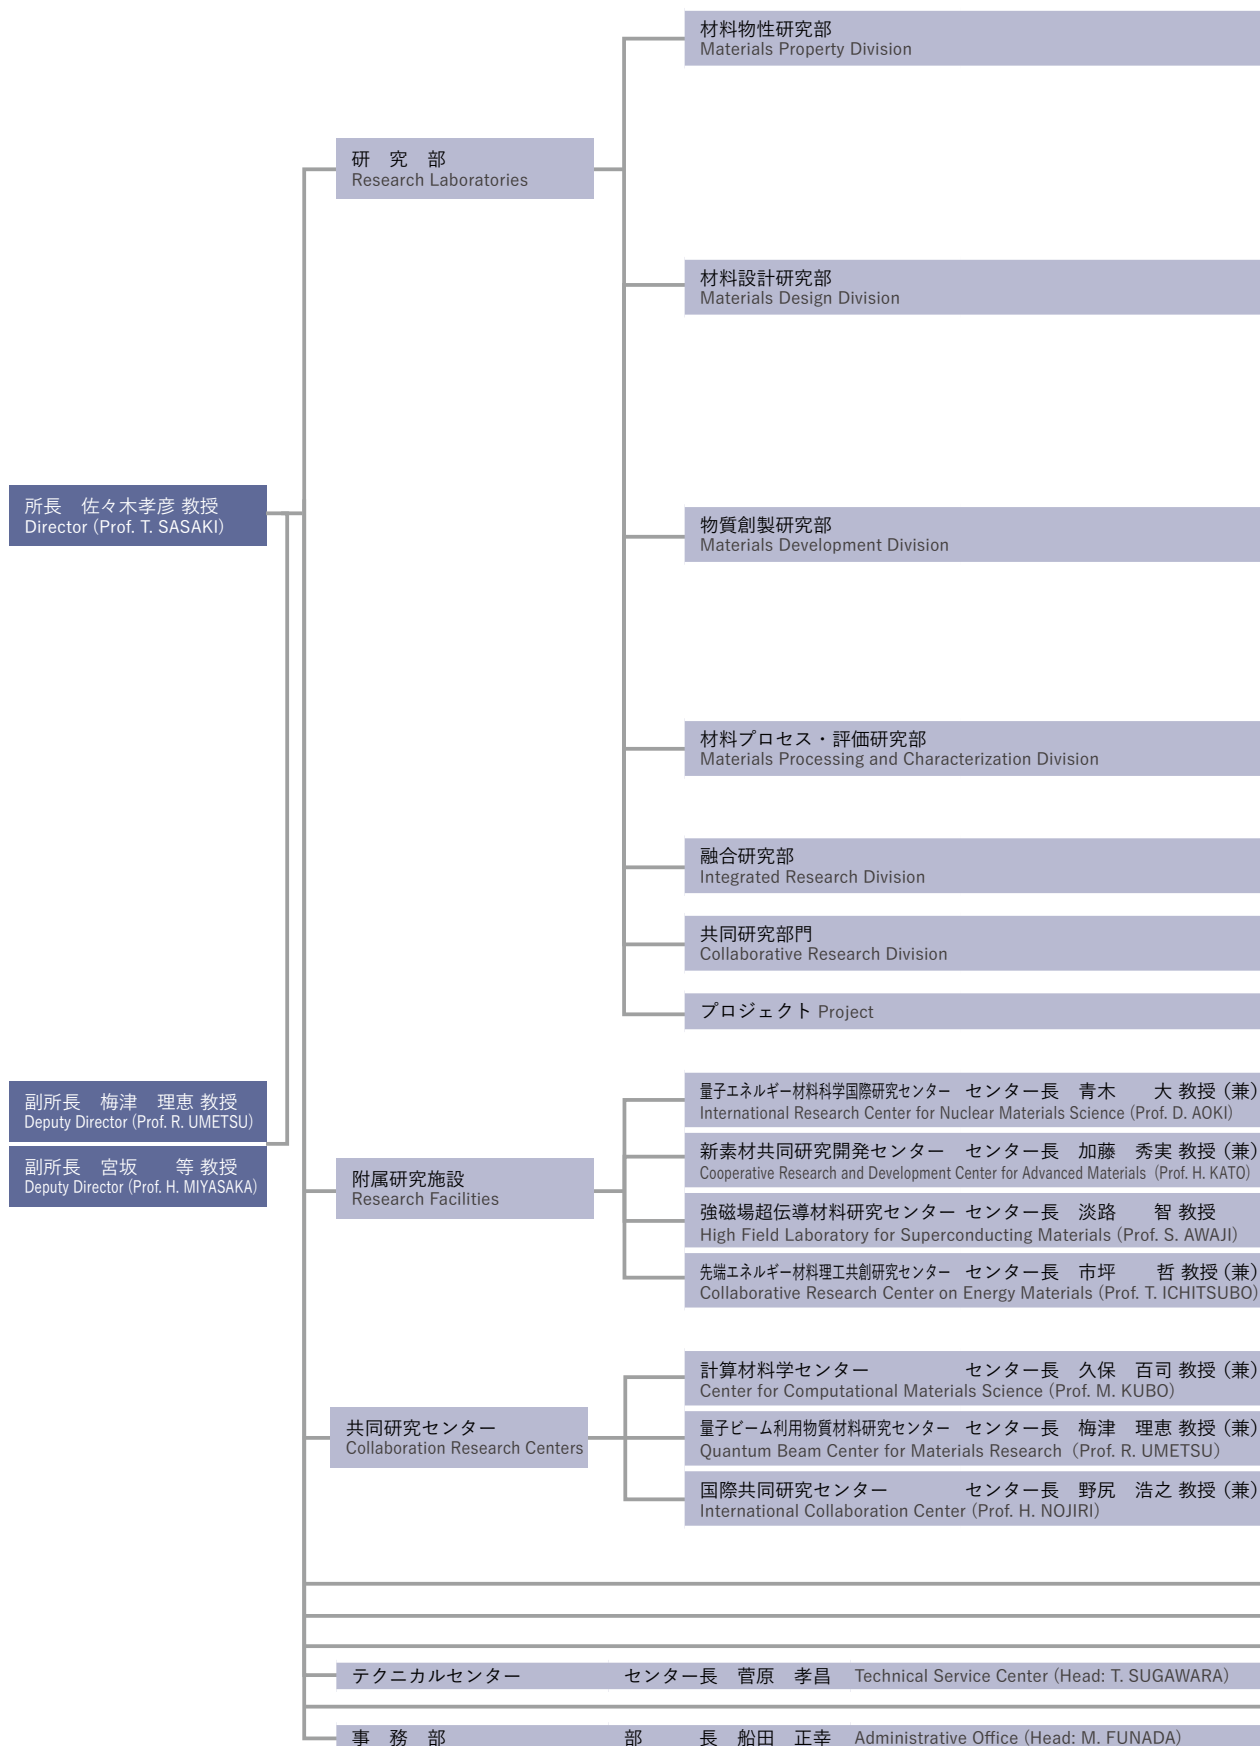 材料物性研究部
Materials Property Division
研　究　部
Research Laboratories
材料設計研究部
Materials Design Division
所長　佐々木孝彦 教授
Director (Prof. T. SASAKI)
物質創製研究部
Materials Development Division
材料プロセス・評価研究部
Materials Processing and Characterization Division
融合研究部
Integrated Research Division
共同研究部門
Collaborative Research Division
プロジェクト Project
副所長　梅津　理恵 教授
Deputy Director (Prof. R. UMETSU)
副所長　宮坂　　等 教授
Deputy Director (Prof. H. MIYASAKA)
附属研究施設
Research Facilities
量子エネルギー材料科学国際研究センター　センター長　青木　　大 教授（兼）
International Research Center for Nuclear Materials Science (Prof. D. AOKI)
新素材共同研究開発センター　センター長　加藤　秀実 教授（兼）
Cooperative Research and Development Center for Advanced Materials (Prof. H. KATO)
強磁場超伝導材料研究センター　センター長　淡路　　智 教授
High Field Laboratory for Superconducting Materials (Prof. S. AWAJI)
先端エネルギー材料理工共創研究センター　センター長　市坪　　哲 教授（兼）
Collaborative Research Center on Energy Materials (Prof. T. ICHITSUBO)
共同研究センター
Collaboration Research Centers
計算材料学センター　　　　　センター長　久保　百司 教授（兼）
Center for Computational Materials Science (Prof. M. KUBO)
量子ビーム利用物質材料研究センター　センター長　梅津　理恵 教授（兼）
Quantum Beam Center for Materials Research (Prof. R. UMETSU)
国際共同研究センター　　　　センター長　野尻　浩之 教授（兼）
International Collaboration Center (Prof. H. NOJIRI)
テクニカルセンター　　　　　センター長　菅原　孝昌　Technical Service Center (Head: T. SUGAWARA)
事　務　部　　　　　　　　　部　　　長　船田　正幸　Administrative Office (Head: M. FUNADA)